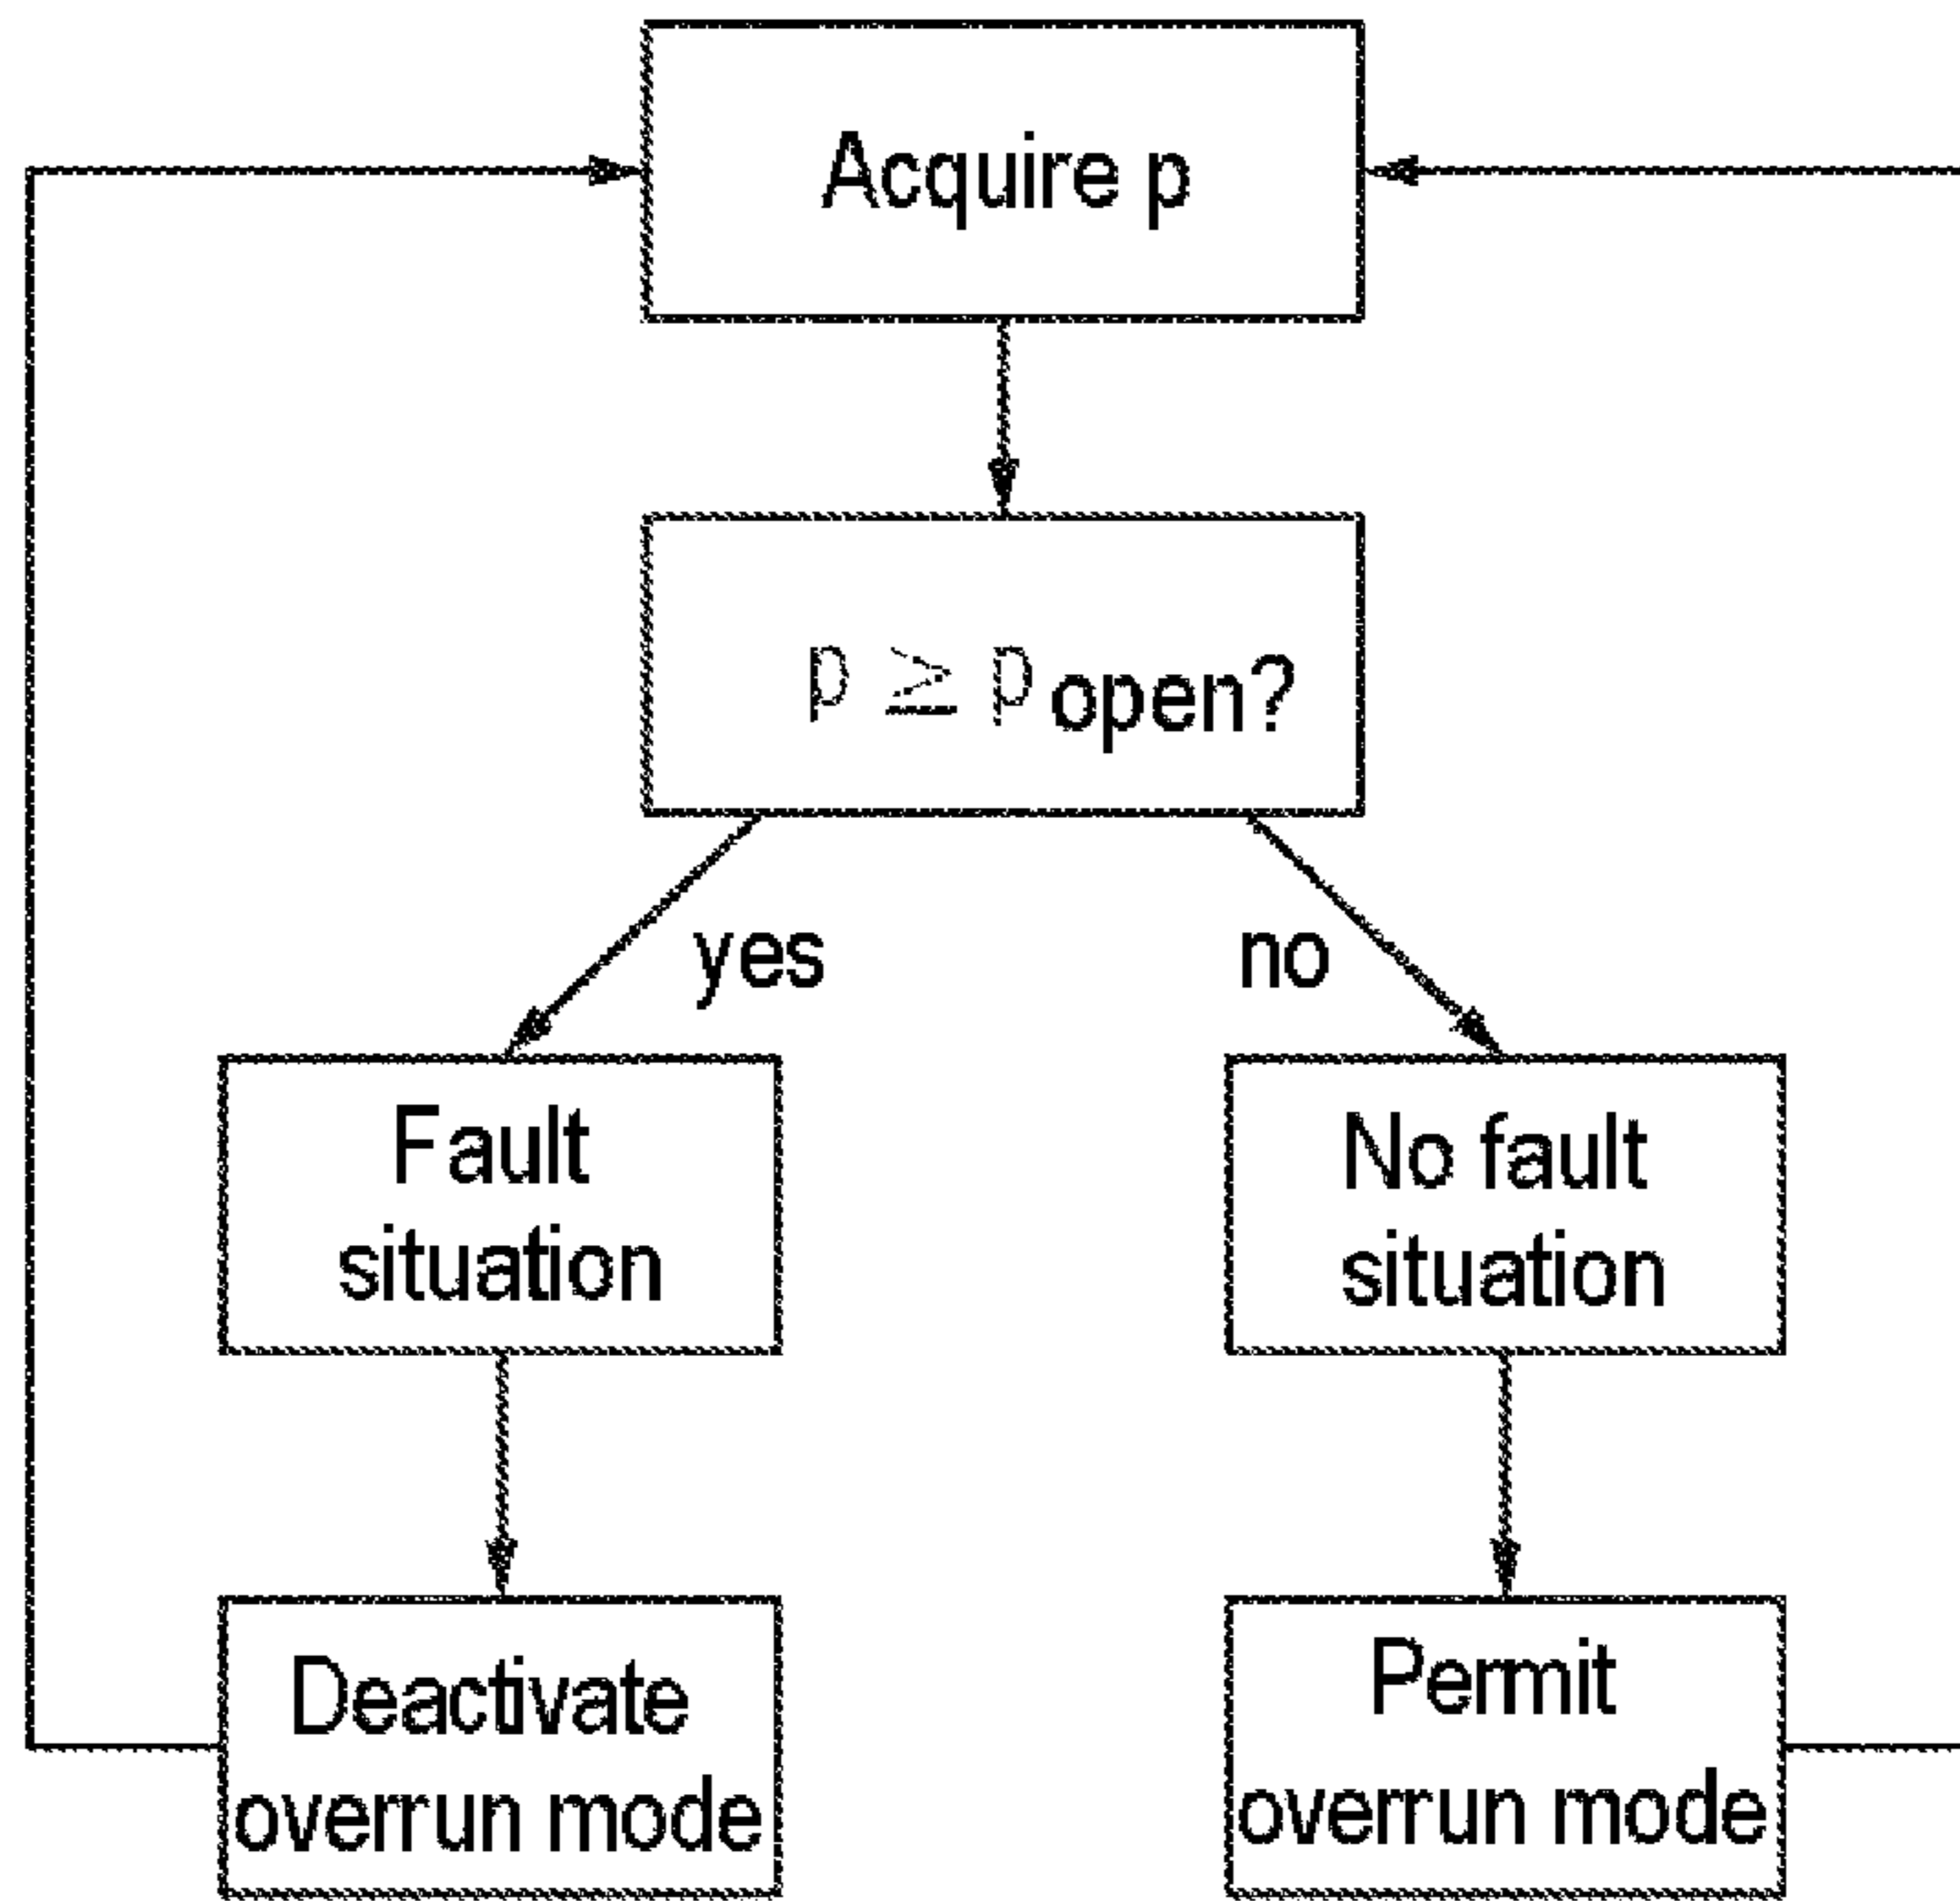 Acquire p
p ≥ p open?
yes
no
Fault
situation
No fault
situation
Deactivate
overrun mode
Permit
overrun mode